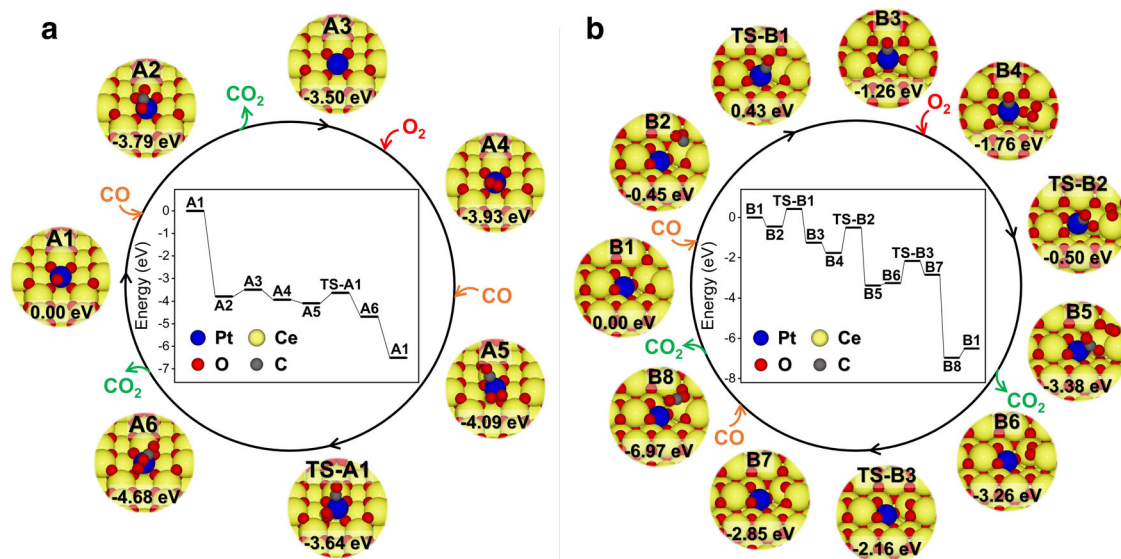 a
A1
0.00 eV
CO
A2
-3.79 eV
CO2
A3
-3.50 eV
O2
A4
-3.93 eV
CO
A5
-4.09 eV
TS-A1
-3.64 eV
A6
-4.68 eV
CO2
Energy (eV)
0
-1
-2
-3
-4
-5
-6
-7
A1
A2
A3
A4
A5
TS-A1
A6
A1
Pt
Ce
O
C
b
B1
0.00 eV
CO
B2
-0.45 eV
TS-B1
0.43 eV
B3
-1.26 eV
O2
B4
-1.76 eV
TS-B2
-0.50 eV
B5
-3.38 eV
CO2
B6
-3.26 eV
TS-B3
-2.16 eV
B7
-2.85 eV
CO
B8
-6.97 eV
CO2
Energy (eV)
0
-2
-4
-6
-8
B1
B2
TS-B1
B3
B4
TS-B2
B5
B6
TS-B3
B7
B8
B1
Pt
Ce
O
C